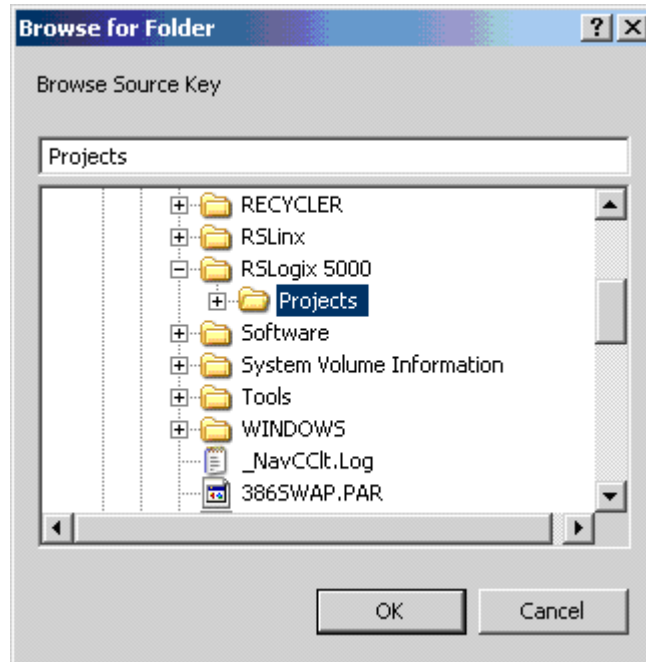 Browse for Folder
Browse Source Key
Projects
RECYCLER
RSLinx
RSLogix 5000
Projects
Software
System Volume Information
Tools
WINDOWS
_NavCClt.Log
386SWAP.PAR
OK Cancel